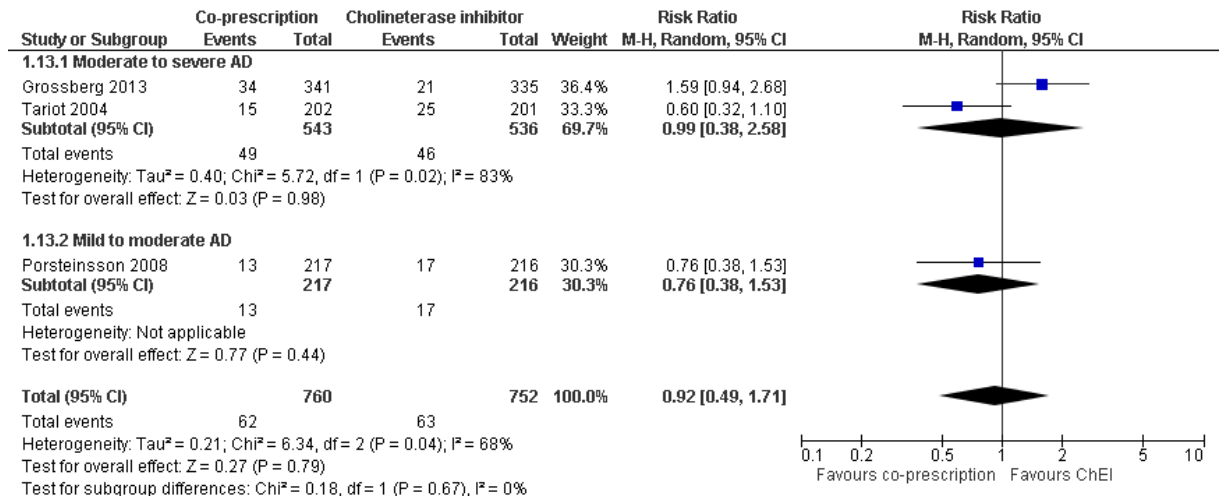 Co-prescription Cholineterase inhibitor Risk Ratio Risk Ratio
Study or Subgroup Events Total Events Total Weight M-H, Random, 95% CI M-H, Random, 95% CI
1.13.1 Moderate to severe AD
Grossberg 2013 34 341 21 335 36.4% 1.59 [0.94, 2.68]
Tariot 2004 15 202 25 201 33.3% 0.60 [0.32, 1.10]
Subtotal (95% CI) 543 536 69.7% 0.99 [0.38, 2.58]
Total events 49 46
Heterogeneity: Tau² = 0.40; Chi² = 5.72, df = 1 (P = 0.02); I² = 83%
Test for overall effect: Z = 0.03 (P = 0.98)
1.13.2 Mild to moderate AD
Porsteinsson 2008 13 217 17 216 30.3% 0.76 [0.38, 1.53]
Subtotal (95% CI) 217 216 30.3% 0.76 [0.38, 1.53]
Total events 13 17
Heterogeneity: Not applicable
Test for overall effect: Z = 0.77 (P = 0.44)
Total (95% CI) 760 752 100.0% 0.92 [0.49, 1.71]
Total events 62 63
Heterogeneity: Tau² = 0.21; Chi² = 6.34, df = 2 (P = 0.04); I² = 68%
Test for overall effect: Z = 0.27 (P = 0.79)
Test for subgroup differences: Chi² = 0.18, df = 1 (P = 0.67), I² = 0%
0.1 0.2 0.5 1 2 5 10
Favours co-prescription Favours ChEI